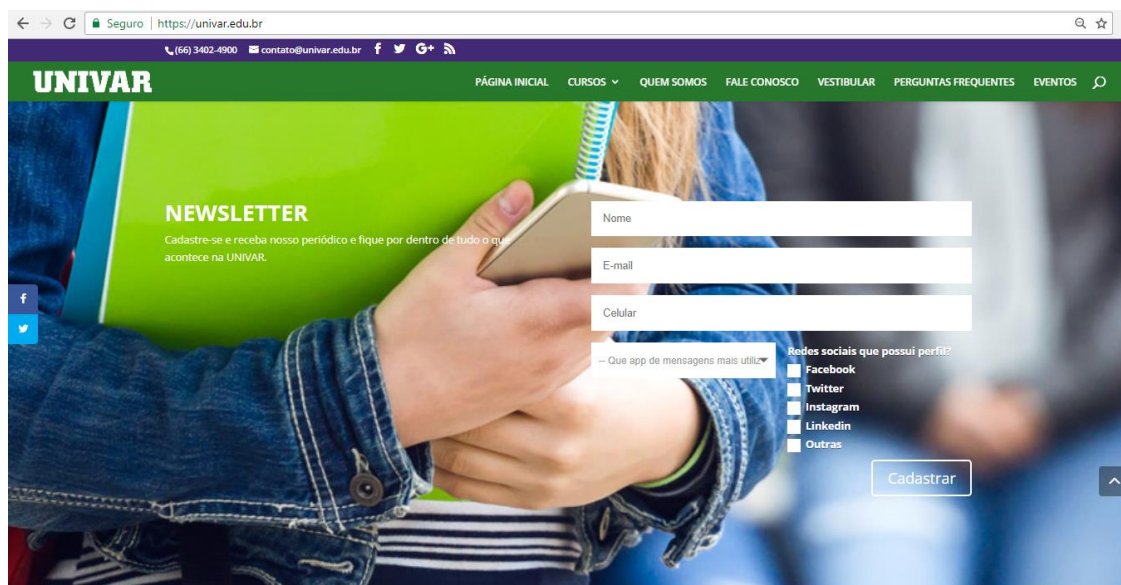 Seguro | https://univar.edu.br
(66) 3402-4900 contato@univar.edu.br f G+
UNIVAR
PÁGINA INICIAL CURSOS QUEM SOMOS FALE CONOSCO VESTIBULAR PERGUNTAS FREQUENTES EVENTOS
NEWSLETTER
Cadastre-se e receba nosso periódico e fique por dentro de tudo o que
acontece na UNIVAR.
f
Nome
E-mail
Celular
-- Que app de mensagens mais utiliz
Redes sociais que possui perfil?
Facebook
Twitter
Instagram
Linkedin
Outras
Cadastrar